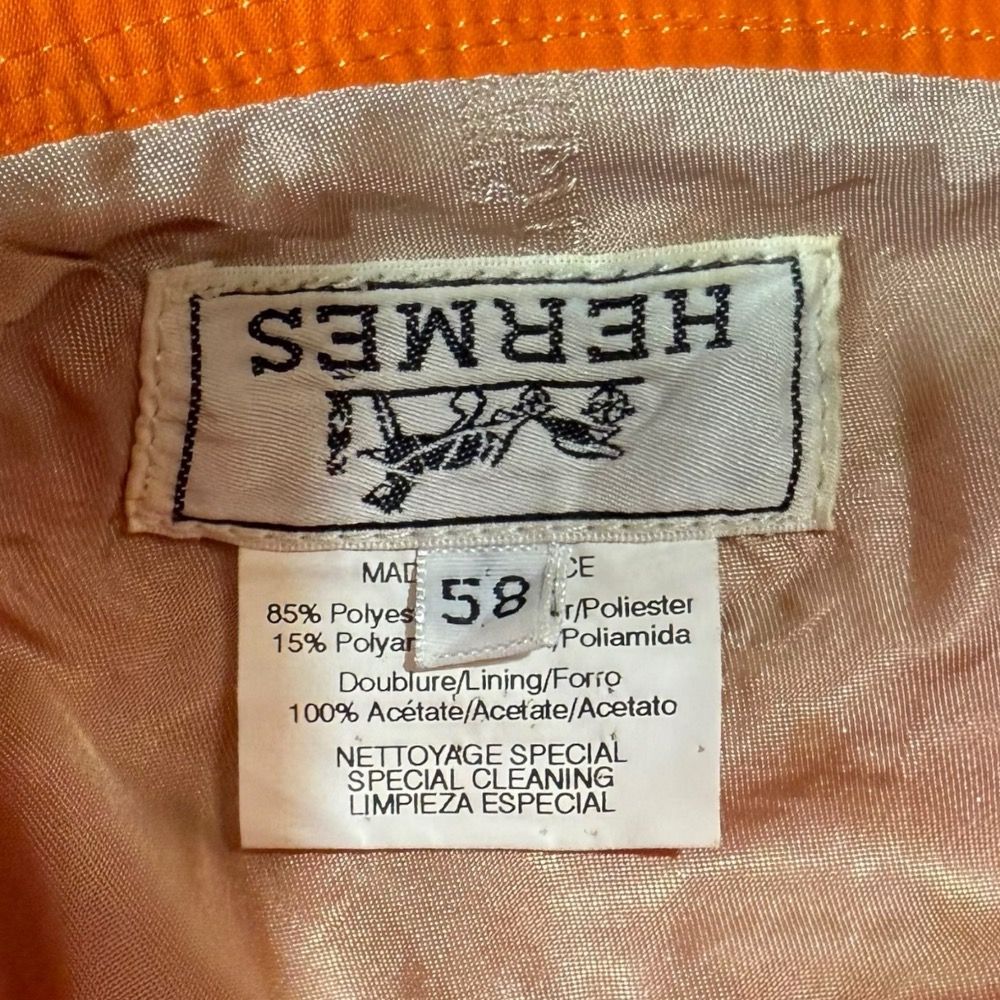 HERMES
58
MAD CE
85% Polyes r/Poliester
15% Polyar /Poliamida
Doublure/Lining/Forro
100% Acétate/Acetate/Acetato
NETTOYAGE SPECIAL
SPECIAL CLEANING
LIMPIEZA ESPECIAL